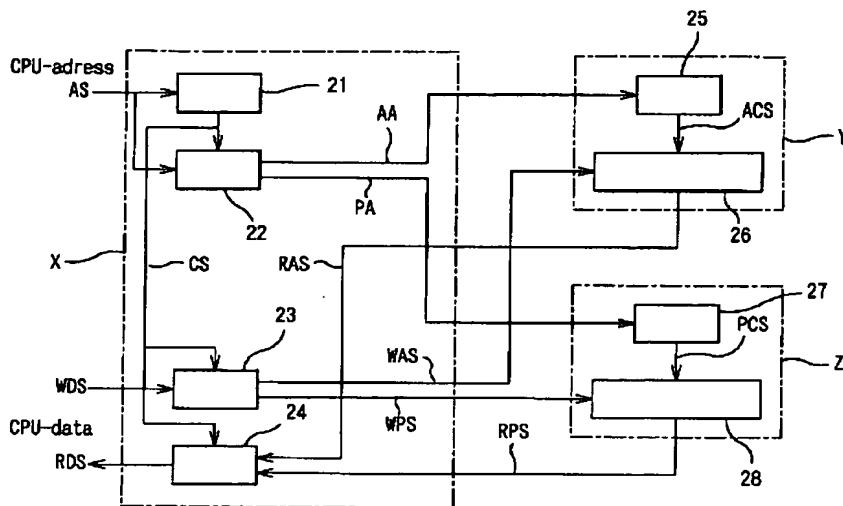 25
CPU-adress
AS
21
AA
ACS
Y
PA
22
26
X
CS
RAS
27
23
PCS
WAS
Z
WDS
WPS
CPU-data
24
RPS
28
RDS